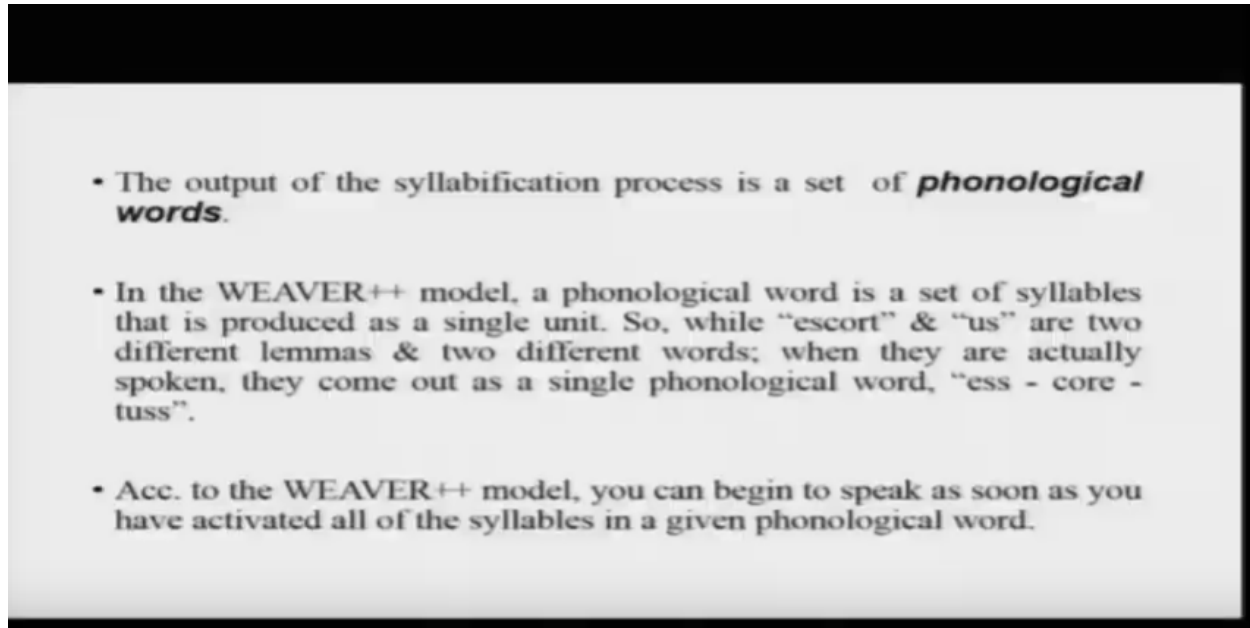 • The output of the syllabification process is a set of phonological
words.
• In the WEAVER++ model, a phonological word is a set of syllables
that is produced as a single unit. So, while “escort” & “us” are two
different lemmas & two different words; when they are actually
spoken, they come out as a single phonological word, “ess - core -
tuss”.
• Acc. to the WEAVER++ model, you can begin to speak as soon as you
have activated all of the syllables in a given phonological word.